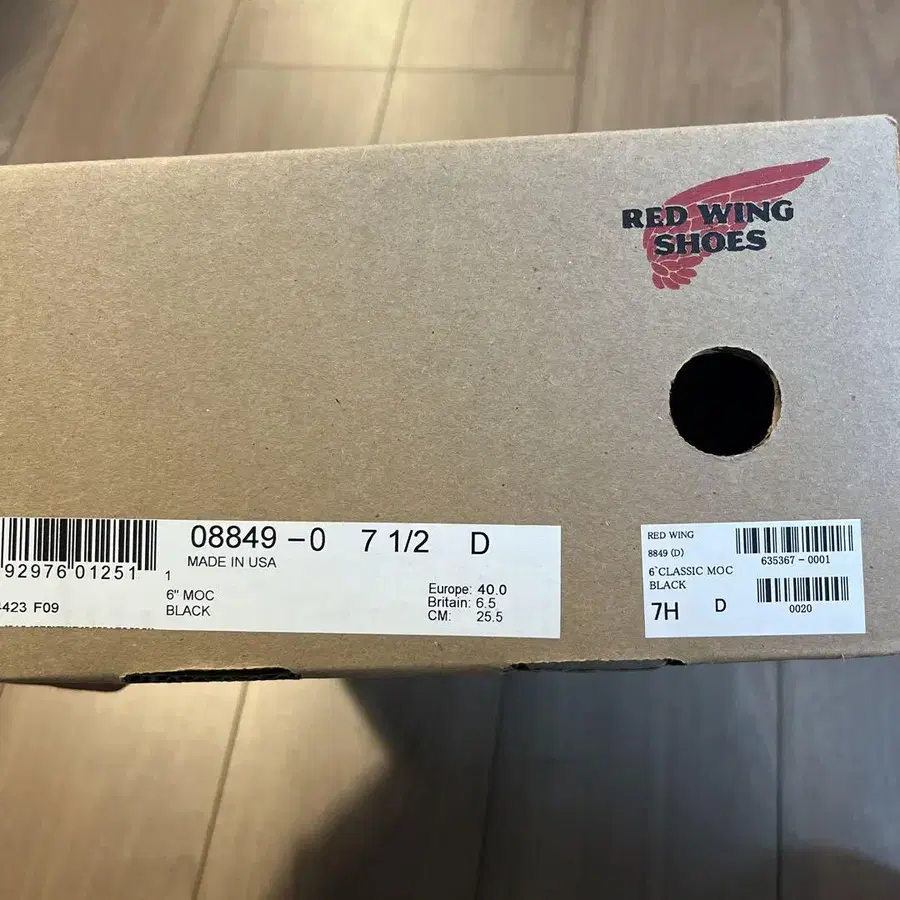 RED WING
SHOES
08849 -0 7 1/2 D
MADE IN USA
92976 01251 1
6" MOC
BLACK
423 F09
Europe: 40.0
Britain: 6.5
CM: 25.5
RED WING
8849 (D)
6`CLASSIC MOC
BLACK
7H D
635367-0001
0020